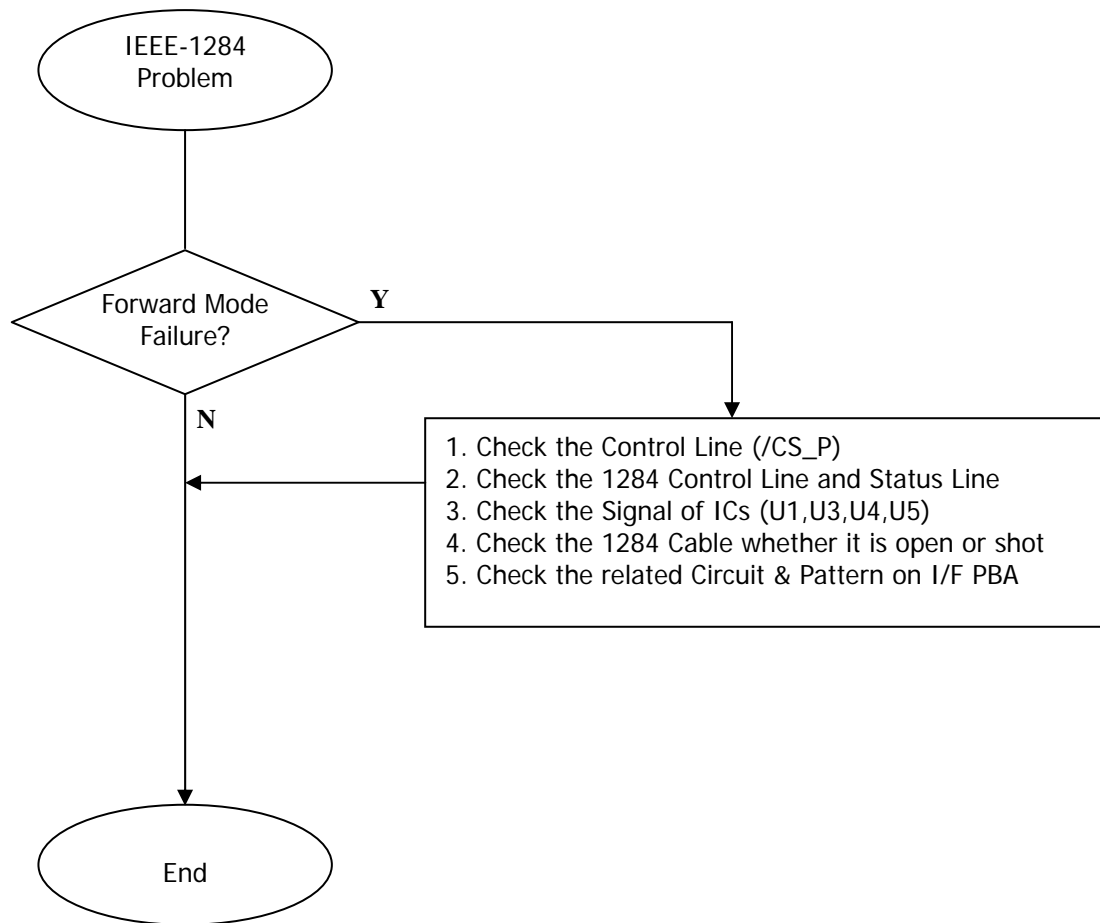 IEEE-1284
Problem
Forward Mode
Failure?
Y
N
1. Check the Control Line (/CS_P)
2. Check the 1284 Control Line and Status Line
3. Check the Signal of ICs (U1,U3,U4,U5)
4. Check the 1284 Cable whether it is open or shot
5. Check the related Circuit & Pattern on I/F PBA
End